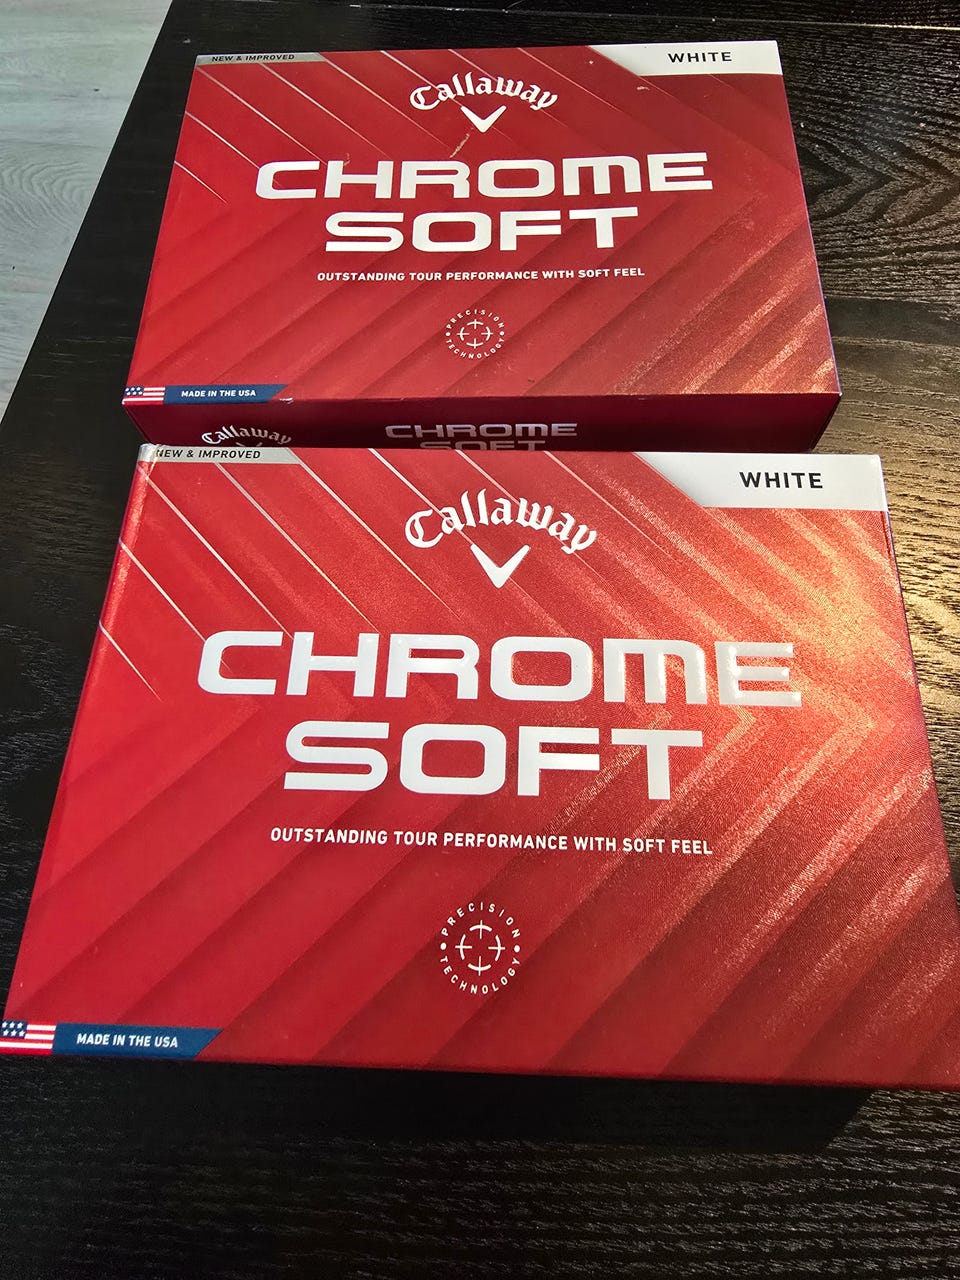 NEW & IMPROVED
WHITE
Callaway
CHROME
SOFT
OUTSTANDING TOUR PERFORMANCE WITH SOFT FEEL
PRECISION
TECHNOLOGY
MADE IN THE USA
Callaway
CHROME
SOFT
NEW & IMPROVED
WHITE
Callaway
CHROME
SOFT
OUTSTANDING TOUR PERFORMANCE WITH SOFT FEEL
PRECISION
TECHNOLOGY
MADE IN THE USA